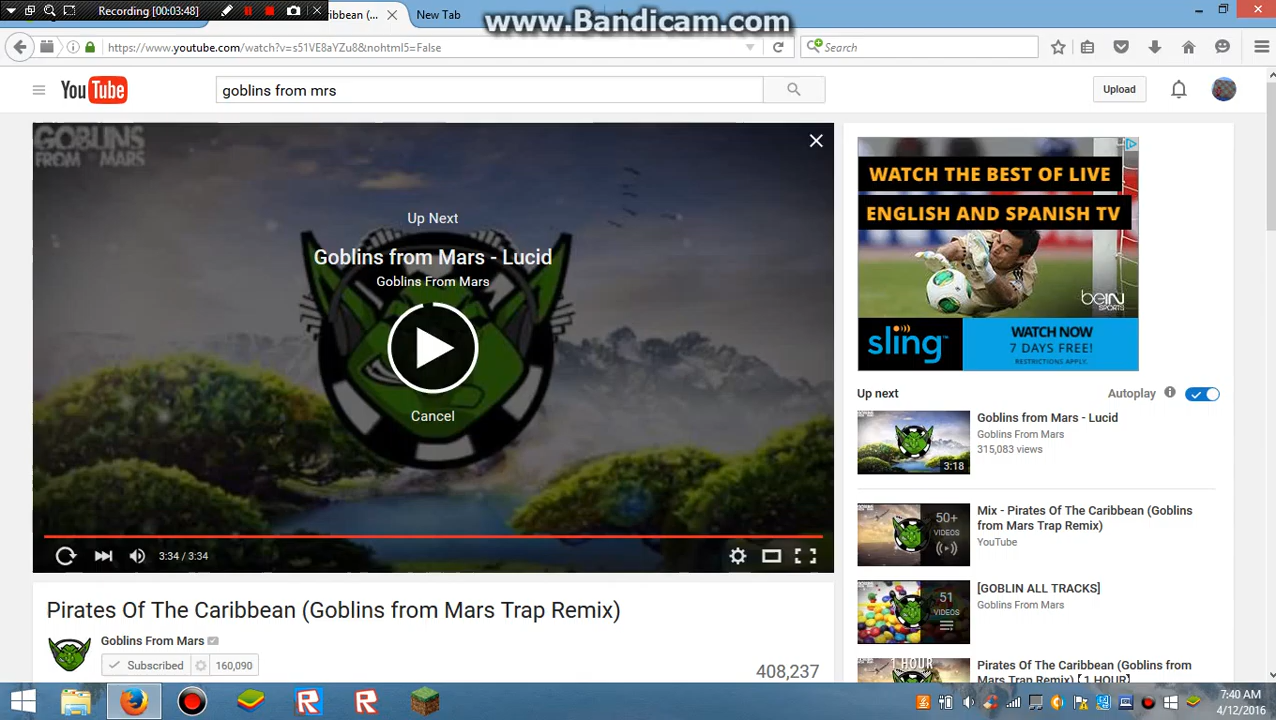 Recording [00:03:48]
ribbean (...
New Tab
www.Bandicam.com
https://www.youtube.com/watch?v=s51VE8aYZu8&nohtml5=False
Search
YouTube
goblins from mrs
Upload
GOBLINS
FROM MARS
Up Next
Goblins from Mars - Lucid
Goblins From Mars
Cancel
3:34 / 3:34
WATCH THE BEST OF LIVE
ENGLISH AND SPANISH TV
beIN
SPORTS
sling
WATCH NOW
7 DAYS FREE!
RESTRICTIONS APPLY.
Up next
Autoplay
Goblins from Mars - Lucid
Goblins From Mars
315,083 views
3:18
Mix - Pirates Of The Caribbean (Goblins
from Mars Trap Remix)
YouTube
50+
VIDEOS
[GOBLIN ALL TRACKS]
Goblins From Mars
51
VIDEOS
Pirates Of The Caribbean (Goblins from
Mars Trap Remix) [ 1 HOUR ]
1 HOUR
Pirates Of The Caribbean (Goblins from Mars Trap Remix)
Goblins From Mars
Subscribed
160,090
408,237
7:40 AM
4/12/2016